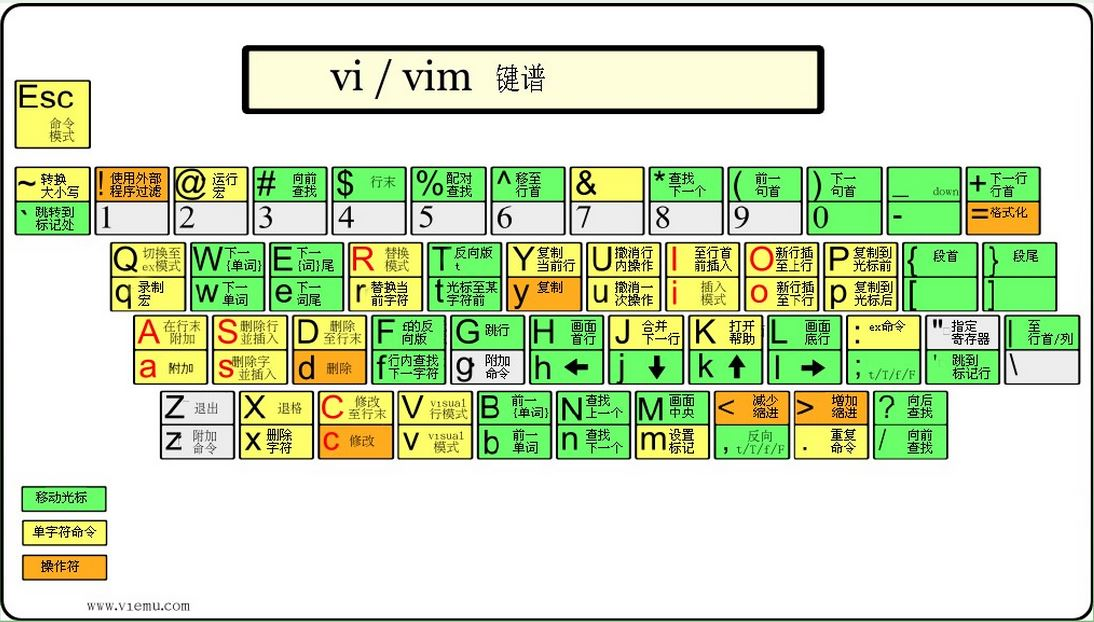 vi / vim 键谱
Esc
命令
模式
~ 转换
大小写
! 使用外部
程序过滤
@ 运行
宏
# 向前
查找
$ 行末
% 配对
查找
^ 移至
行首
&
* 查找
下一个
( 前一
句首
) 下一
句首
_ down
+ 下一行
行首
` 跳转到
标记处
1
2
3
4
5
6
7
8
9
0
-
= 格式化
Q 切换至
ex模式
W 下一
{单词}
E 下一
{词}尾
R 替换
模式
T 反向版
t
Y 复制
当前行
U 撤消行
内操作
I 至行首
前插入
O 新行插
至上行
P 复制到
光标前
{ 段首
} 段尾
q 录制
宏
w 下一
单词
e 下一
词尾
r 替换当
前字符
t 光标至某
字符前
y 复制
u 撤消一
次操作
i 插入
模式
o 新行插
至下行
p 复制到
光标后
[
]
A 在行末
附加
S 删除行
並插入
D 删除
至行末
F f的反
向版
G 跳行
H 画面
首行
J 合并
下一行
K 打开
帮助
L 画面
底行
: ex命令
" 指定
寄存器
| 至
行首/列
a 附加
s 删除字
並插入
d 删除
f 行内查找
下一字符
g 附加
命令
h ←
j ↓
k ↑
l →
; t/T/f/F
' 跳到
标记行
\
Z 退出
X 退格
C 修改
至行末
V visual
行模式
B 前一
{单词}
N 查找
上一个
M 画面
中央
< 减少
缩进
> 增加
缩进
? 向后
查找
z 附加
命令
x 删除
字符
c 修改
v visual
模式
b 前一
单词
n 查找
下一个
m 设置
标记
, 反向
t/T/f/F
. 重复
命令
/ 向前
查找
移动光标
单字符命令
操作符
www.viemu.com